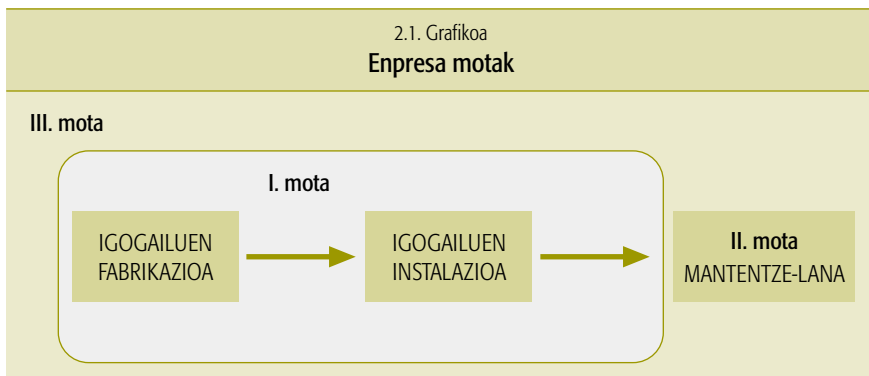 2.1. Grafikoa
Enpresa motak
III. mota
I. mota
IGOGAILUEN
FABRIKAZIOA
IGOGAILUEN
INSTALAZIOA
II. mota
MANTENTZE-LANA